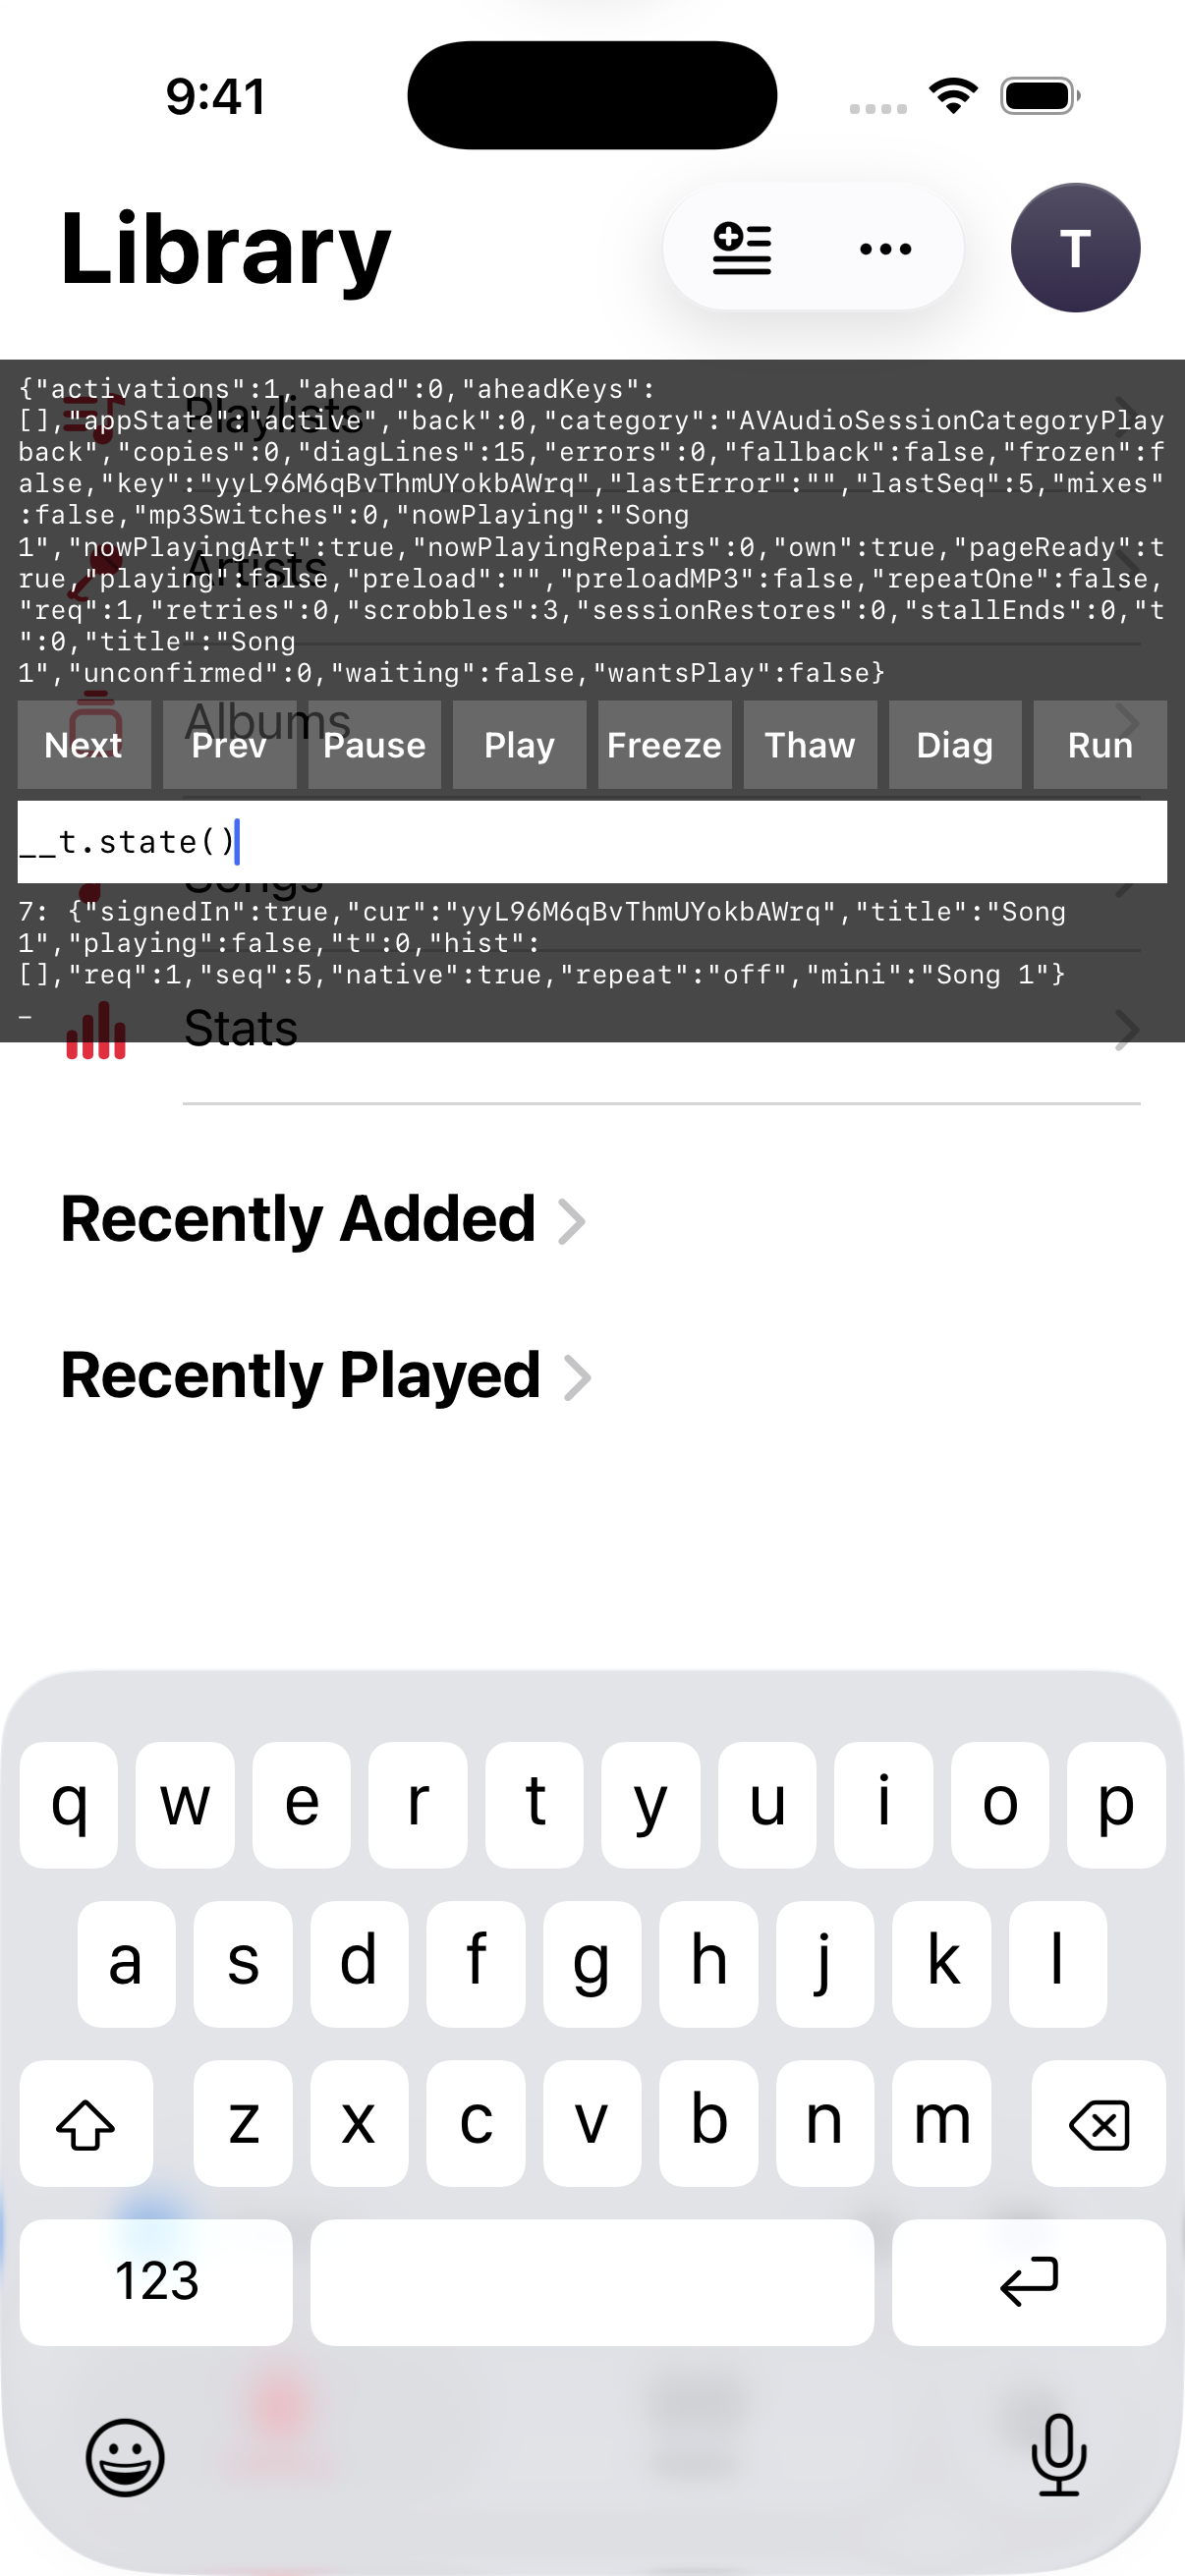 9:41
Library
T
{"activations":1,"ahead":0,"aheadKeys":
[],"appState":"active","back":0,"category":"AVAudioSessionCategoryPlay
back","copies":0,"diagLines":15,"errors":0,"fallback":false,"frozen":f
alse,"key":"yyL96M6qBvThmUYokbAWrq","lastError":"","lastSeq":5,"mixes"
:false,"mp3Switches":0,"nowPlaying":"Song
1","nowPlayingArt":true,"nowPlayingRepairs":0,"own":true,"pageReady":t
rue,"playing":false,"preload":"","preloadMP3":false,"repeatOne":false,
"req":1,"retries":0,"scrobbles":3,"sessionRestores":0,"stallEnds":0,"t
":0,"title":"Song
1","unconfirmed":0,"waiting":false,"wantsPlay":false}
Playlists
Artists
Albums
Next Prev Pause Play Freeze Thaw Diag Run
__t.state()
Songs
7: {"signedIn":true,"cur":"yyL96M6qBvThmUYokbAWrq","title":"Song
1","playing":false,"t":0,"hist":
[],"req":1,"seq":5,"native":true,"repeat":"off","mini":"Song 1"}
–
Stats
Recently Added
Recently Played
q w e r t y u i o p
a s d f g h j k l
z x c v b n m
123